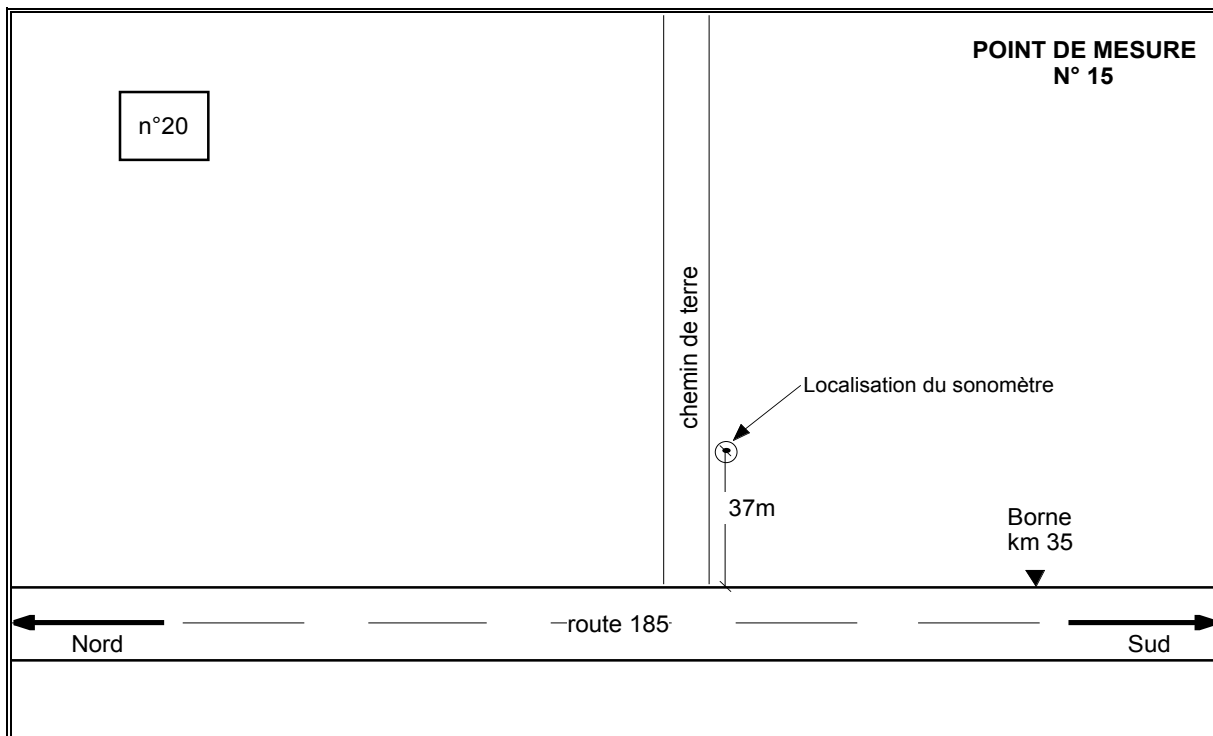 POINT DE MESURE
N° 15
n°20
chemin de terre
Localisation du sonomètre
37m
Borne
km 35
route 185
Nord
Sud